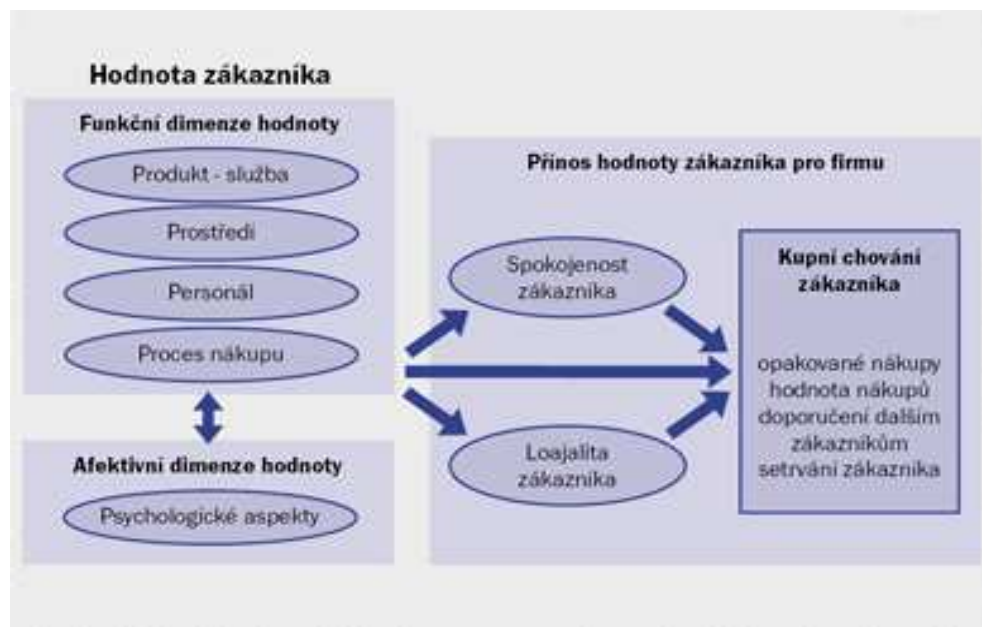 Hodnota zákazníka
Funkční dimenze hodnoty
Produkt - služba
Prostředí
Personál
Proces nákupu
Afektivní dimenze hodnoty
Psychologické aspekty
Přínos hodnoty zákazníka pro firmu
Spokojenost
zákazníka
Loajalita
zákazníka
Kupní chování
zákazníka
opakované nákupy
hodnota nákupů
doporučení dalším
zákazníkům
setrvání zákazníka